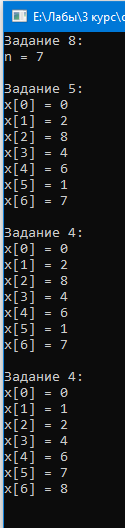 E:\Лабы\3 курс\
Задание 8:
n = 7
Задание 5:
x[0] = 0
x[1] = 2
x[2] = 8
x[3] = 4
x[4] = 6
x[5] = 1
x[6] = 7
Задание 4:
x[0] = 0
x[1] = 2
x[2] = 8
x[3] = 4
x[4] = 6
x[5] = 1
x[6] = 7
Задание 4:
x[0] = 0
x[1] = 1
x[2] = 2
x[3] = 4
x[4] = 6
x[5] = 7
x[6] = 8